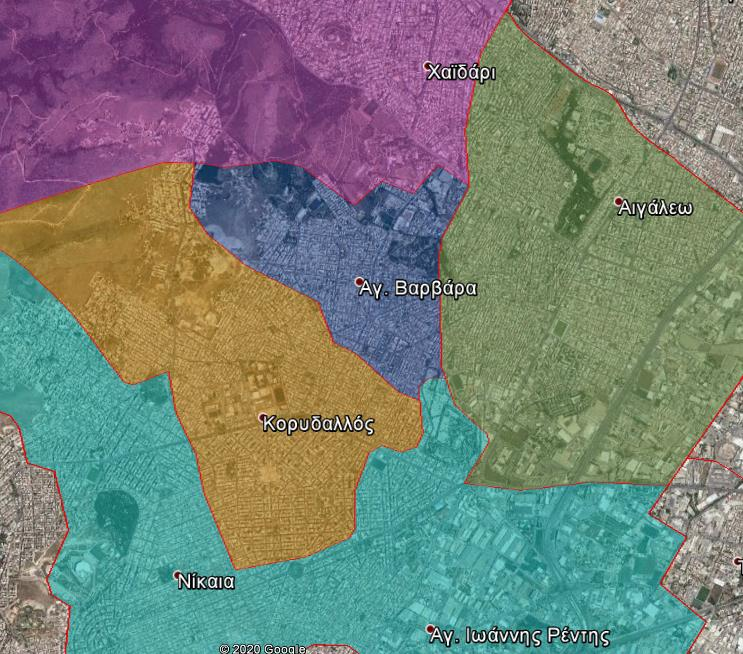 Χαϊδάρι
Αιγάλεω
Αγ. Βαρβάρα
Κορυδαλλός
Νίκαια
Αγ. Ιωάννης Ρέντης
© 2020 Google